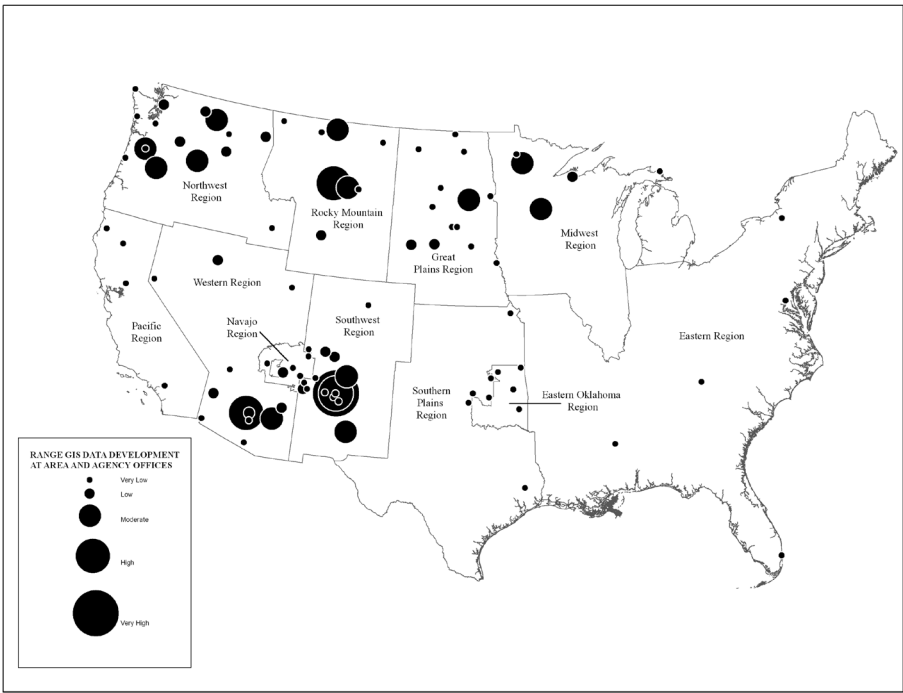 Northwest
Region
Rocky Mountain
Region
Great
Plains Region
Midwest
Region
Western Region
Navajo
Region
Southwest
Region
Pacific
Region
Eastern Region
Southern
Plains
Region
Eastern Oklahoma
Region
RANGE GIS DATA DEVELOPMENT
AT AREA AND AGENCY OFFICES
Very Low
Low
Moderate
High
Very High